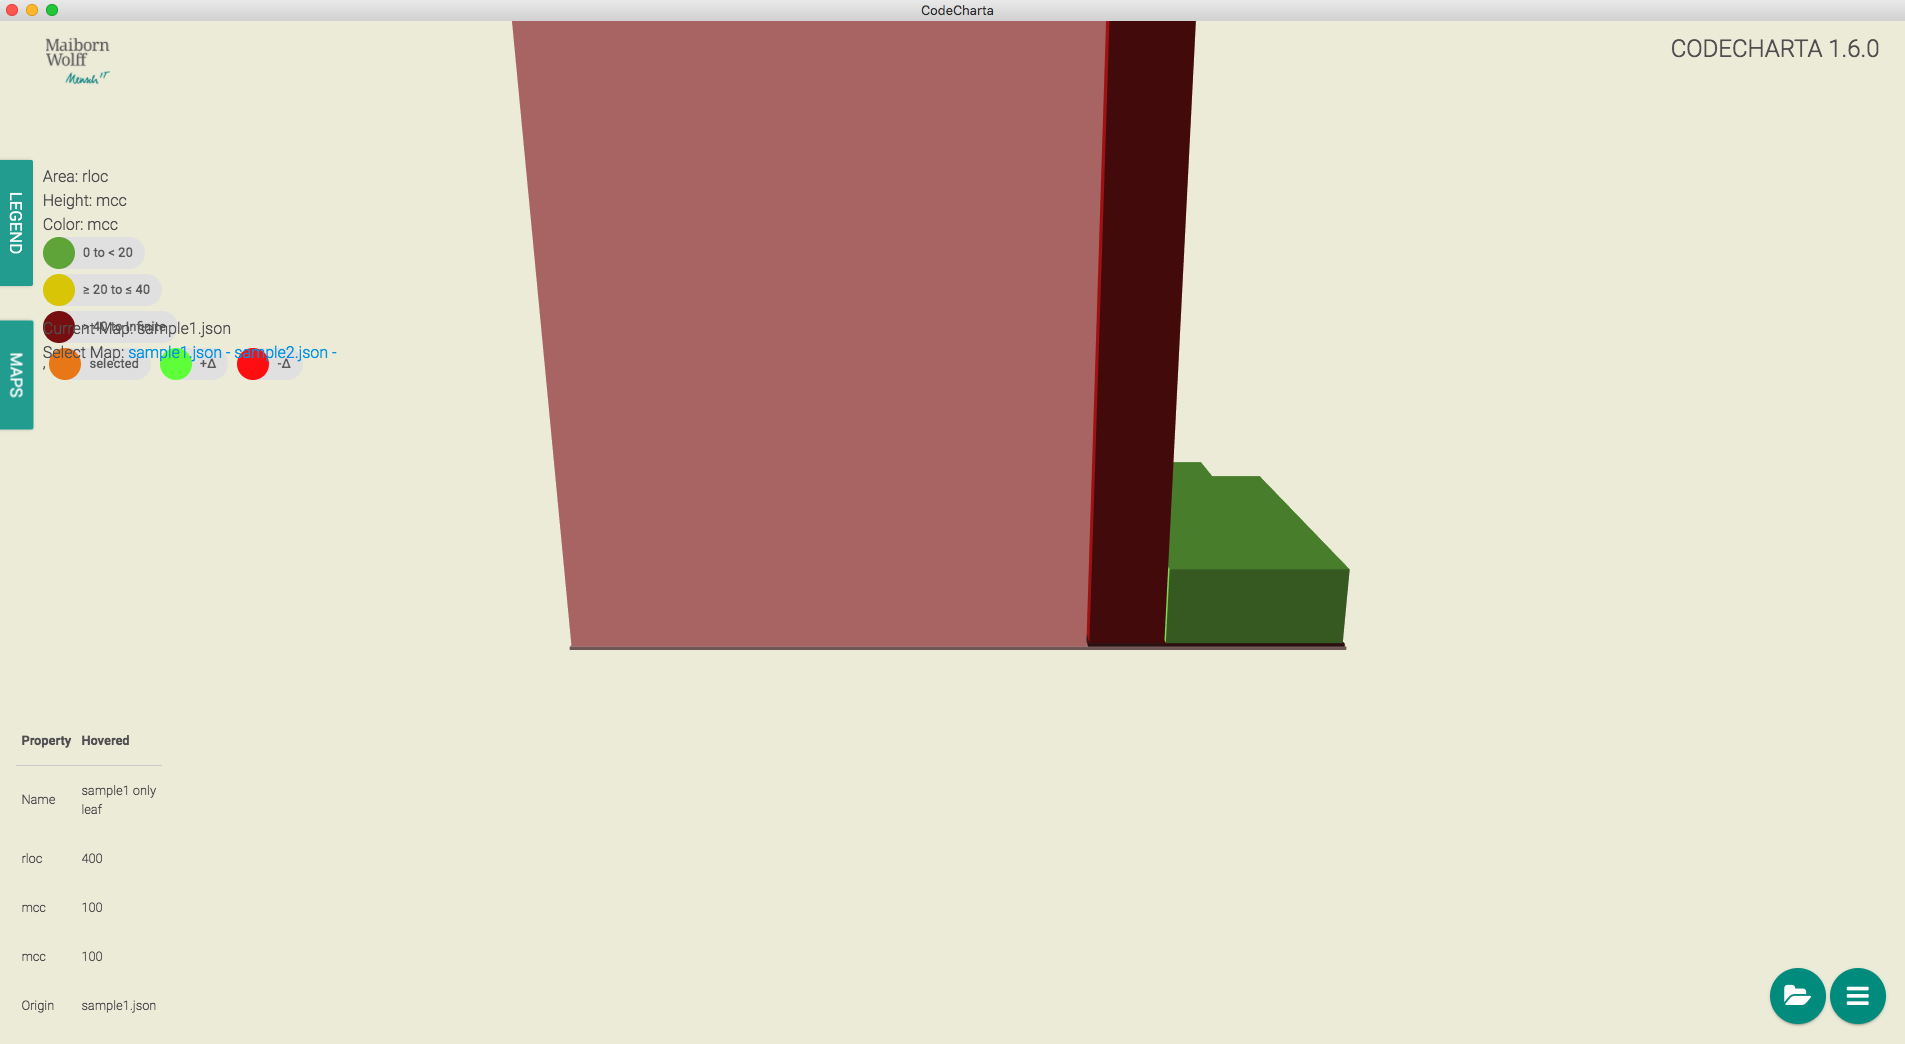 CodeCharta
Maiborn
Wolff
Mensch IT
CODECHARTA 1.6.0
LEGEND
Area: rloc
Height: mcc
Color: mcc
0 to < 20
≥ 20 to ≤ 40
> 40 to Infinite
MAPS
Current Map: sample1.json
Select Map: sample1.json - sample2.json -
, selected +Δ -Δ
Property Hovered
Name sample1 only
leaf
rloc 400
mcc 100
mcc 100
Origin sample1.json